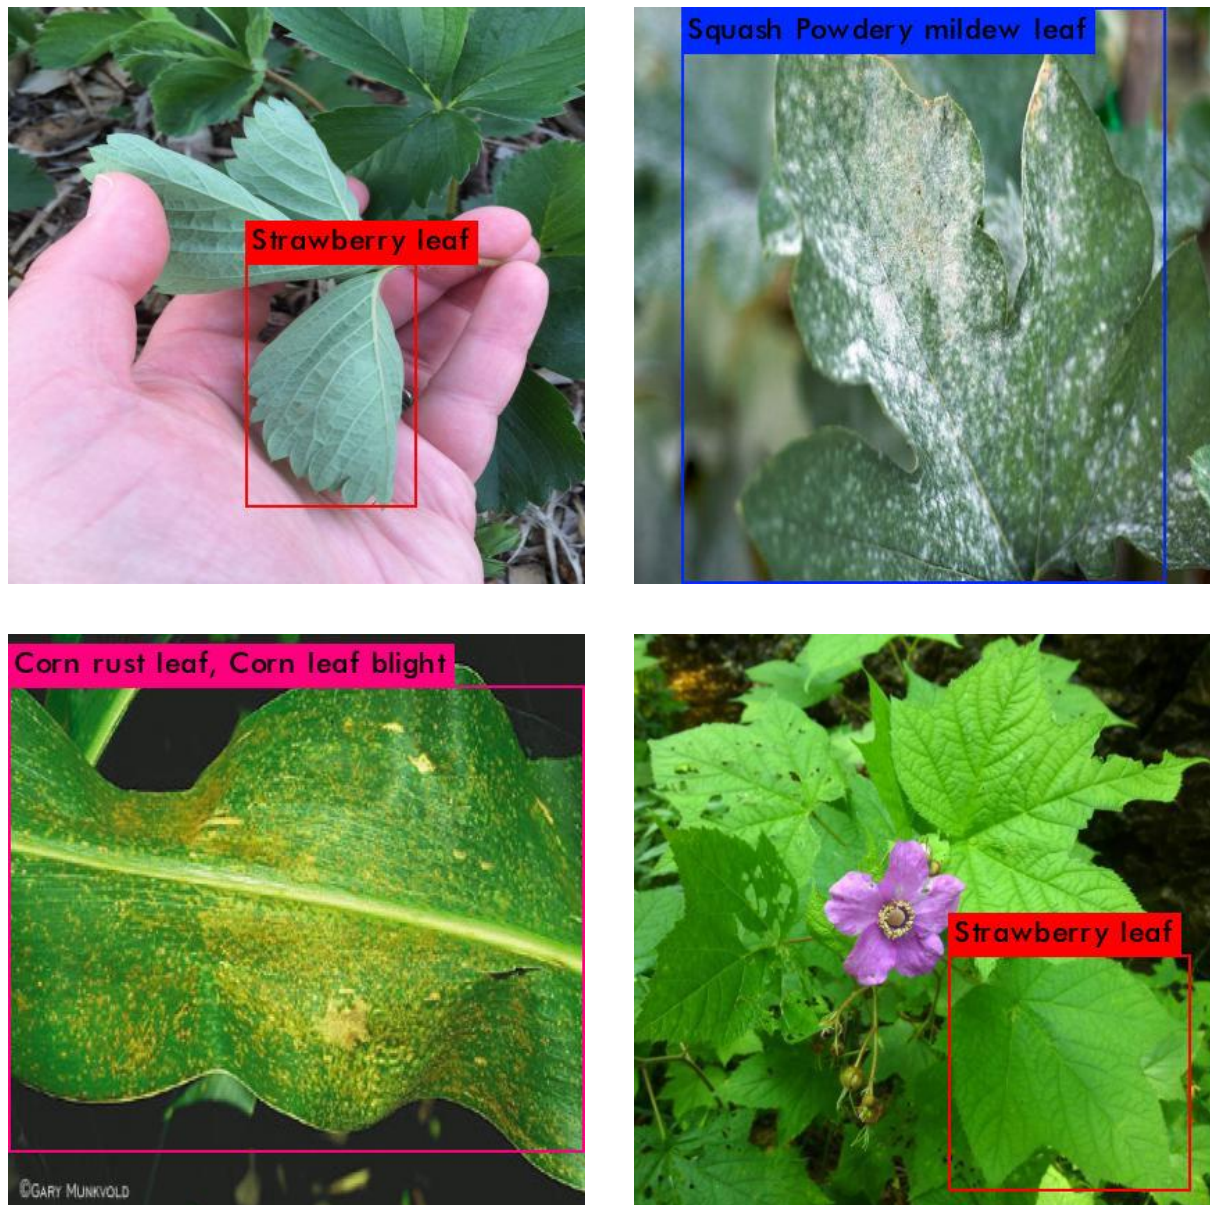 Strawberry leaf
Squash Powdery mildew leaf
Corn rust leaf, Corn leaf blight
©GARY MUNKVOLD
Strawberry leaf